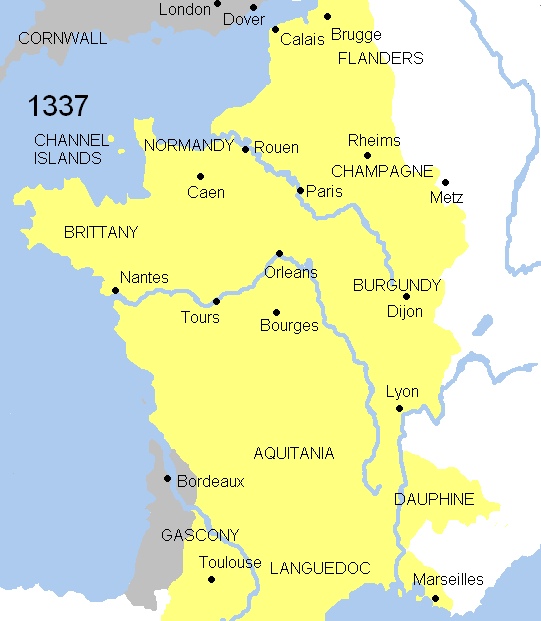 London
Dover
CORNWALL
Calais
Brugge
FLANDERS
1337
CHANNEL
ISLANDS
NORMANDY
Rouen
Rheims
CHAMPAGNE
Caen
Paris
Metz
BRITTANY
Nantes
Orleans
BURGUNDY
Dijon
Tours
Bourges
Lyon
AQUITANIA
Bordeaux
DAUPHINE
GASCONY
Toulouse
LANGUEDOC
Marseilles